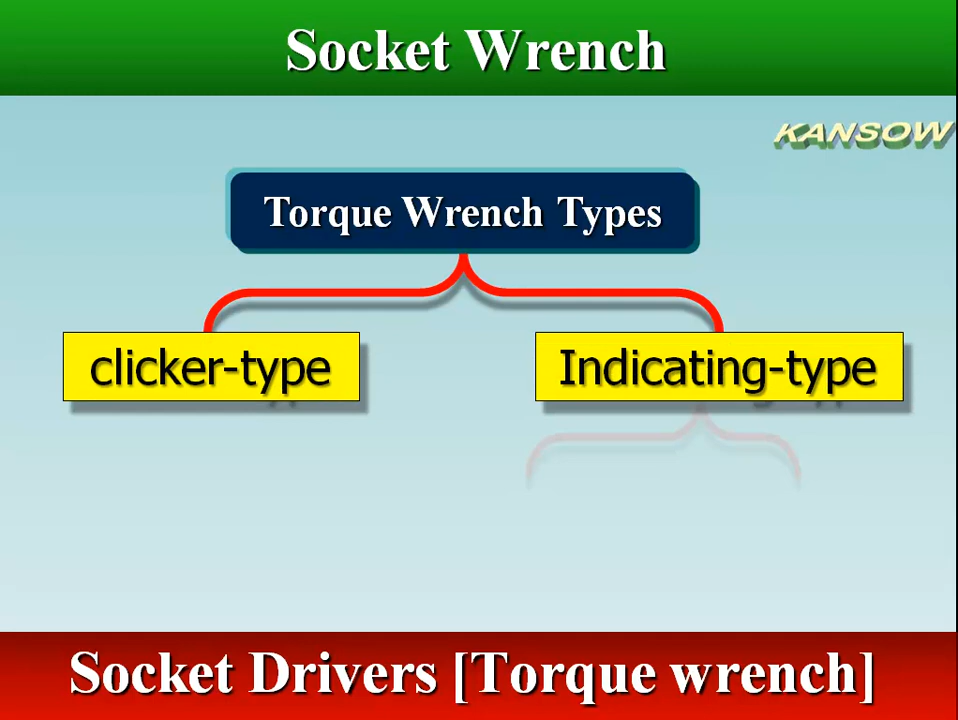 Socket Wrench
KANSOW
Torque Wrench Types
clicker-type
Indicating-type
Socket Drivers [Torque wrench]